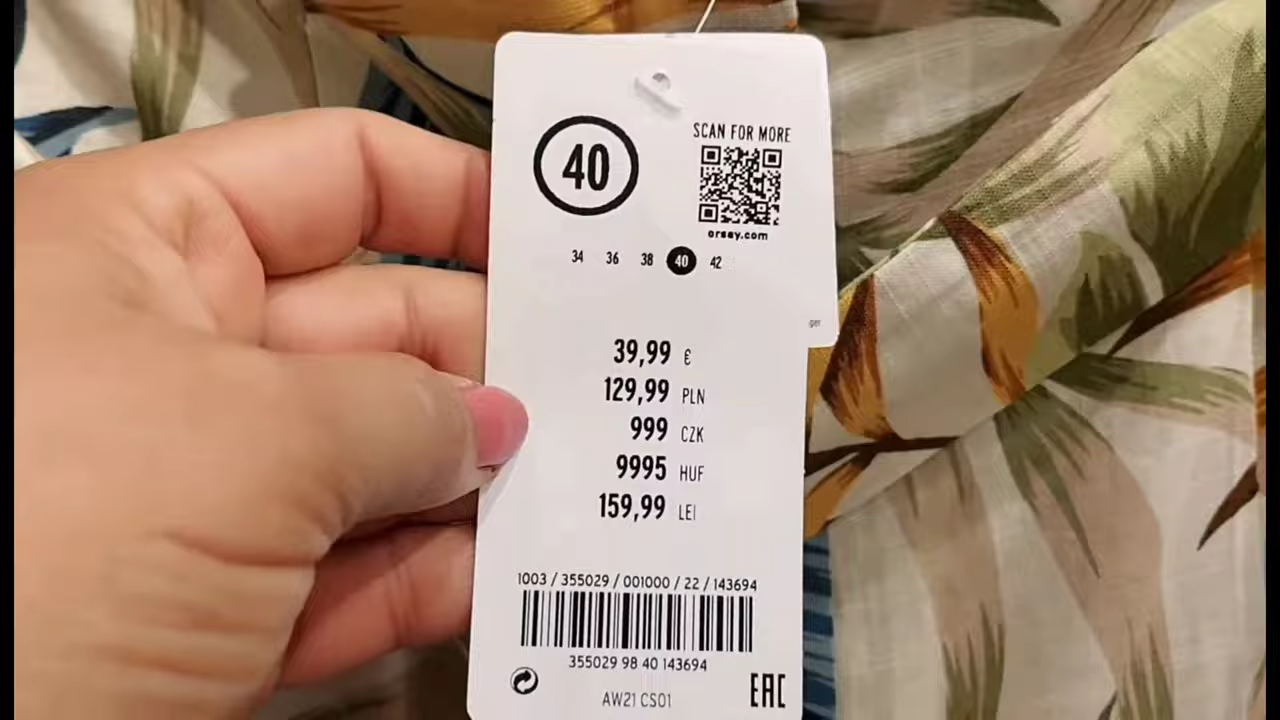 40
SCAN FOR MORE
orsay.com
34 36 38 40 42
39,99 €
129,99 PLN
999 CZK
9995 HUF
159,99 LEI
1003 / 355029 / 001000 / 22 / 143694
355029 98 40 143694
AW21 CS01
EAC